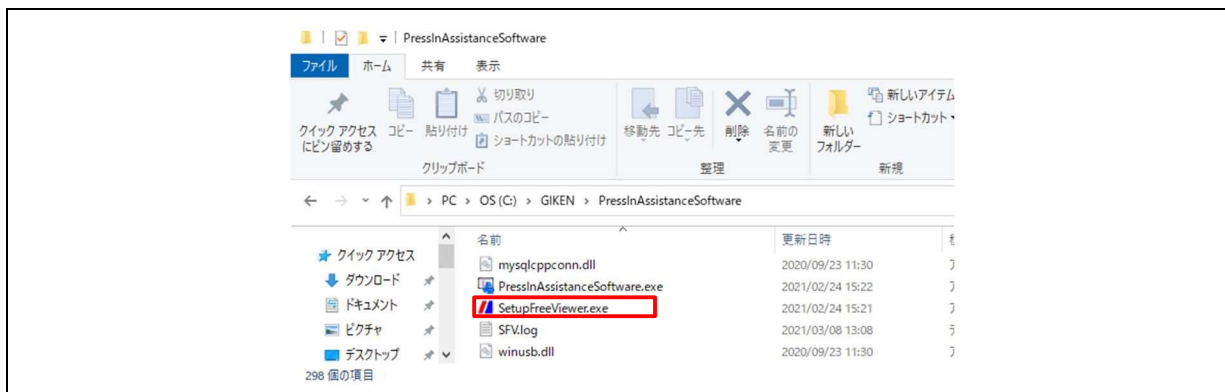 PressInAssistanceSoftware
ファイル ホーム 共有 表示
クイック アクセス
にピン留めする
コピー
貼り付け
切り取り
パスのコピー
ショートカットの貼り付け
移動先
コピー先
削除
名前の
変更
新しい
フォルダー
新しいアイテム
ショートカット
クリップボード 整理 新規
PC › OS (C:) › GIKEN › PressInAssistanceSoftware
名前 更新日時
クイック アクセス
mysqlcppconn.dll 2020/09/23 11:30
ダウンロード
PressInAssistanceSoftware.exe 2021/02/24 15:22
ドキュメント
SetupFreeViewer.exe 2021/02/24 15:21
ピクチャ
SFV.log 2021/03/08 13:08
デスクトップ
winusb.dll 2020/09/23 11:30
298 個の項目